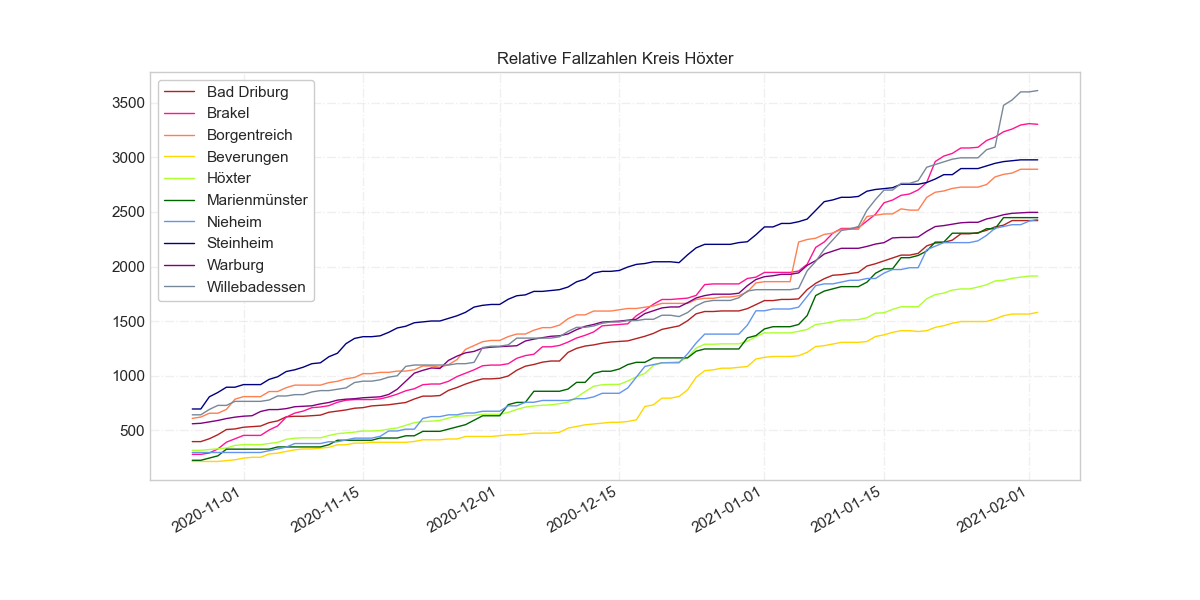 Relative Fallzahlen Kreis Höxter
3500
3000
2500
2000
1500
1000
500
Bad Driburg
Brakel
Borgentreich
Beverungen
Höxter
Marienmünster
Nieheim
Steinheim
Warburg
Willebadessen
2020-11-01
2020-11-15
2020-12-01
2020-12-15
2021-01-01
2021-01-15
2021-02-01